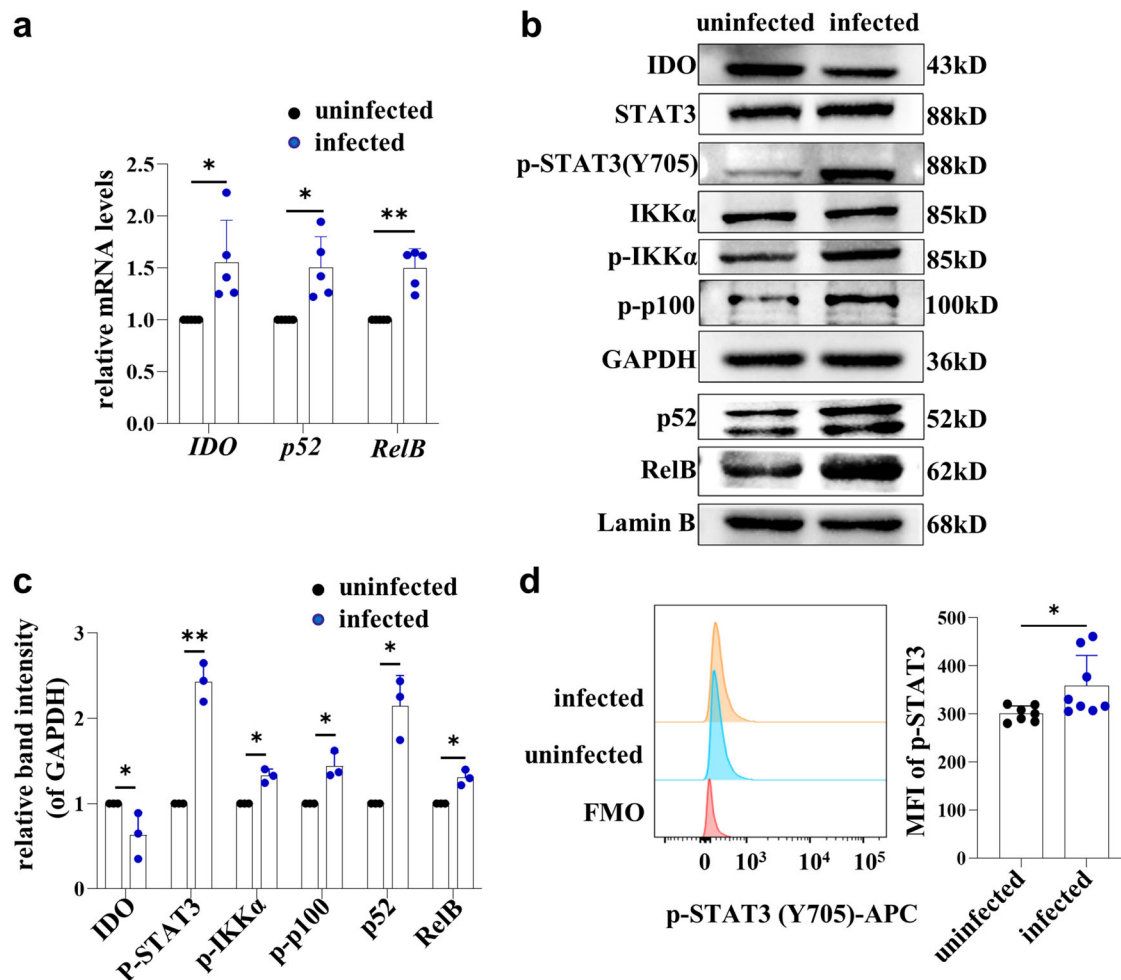 a
uninfected
infected
relative mRNA levels
2.5
2.0
1.5
1.0
0.5
0.0
*
*
**
IDO p52 RelB
b
uninfected infected
IDO 43kD
STAT3 88kD
p-STAT3(Y705) 88kD
IKKα 85kD
p-IKKα 85kD
p-p100 100kD
GAPDH 36kD
p52 52kD
RelB 62kD
Lamin B 68kD
c
uninfected
infected
relative band intensity
(of GAPDH)
3
2
1
0
*
**
*
*
*
*
IDO P-STAT3 p-IKKα p-p100 p52 RelB
d
infected
uninfected
FMO
0 10³ 10⁴ 10⁵
p-STAT3 (Y705)-APC
MFI of p-STAT3
500
400
300
200
100
0
*
uninfected infected